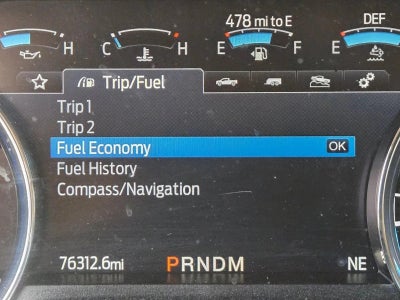 478 mi to E
DEF
H C H E F E F
Trip/Fuel
Trip 1
Trip 2
Fuel Economy OK
Fuel History
Compass/Navigation
76312.6mi PRNDM NE